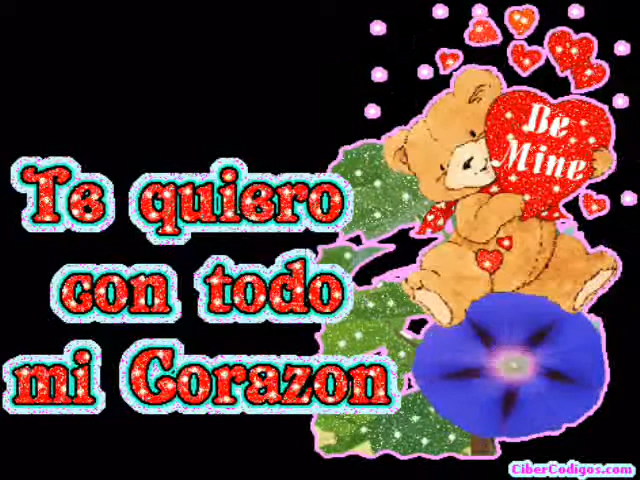 Te quiero
con todo
mi Corazon
Be
Mine
CiberCodigos.com